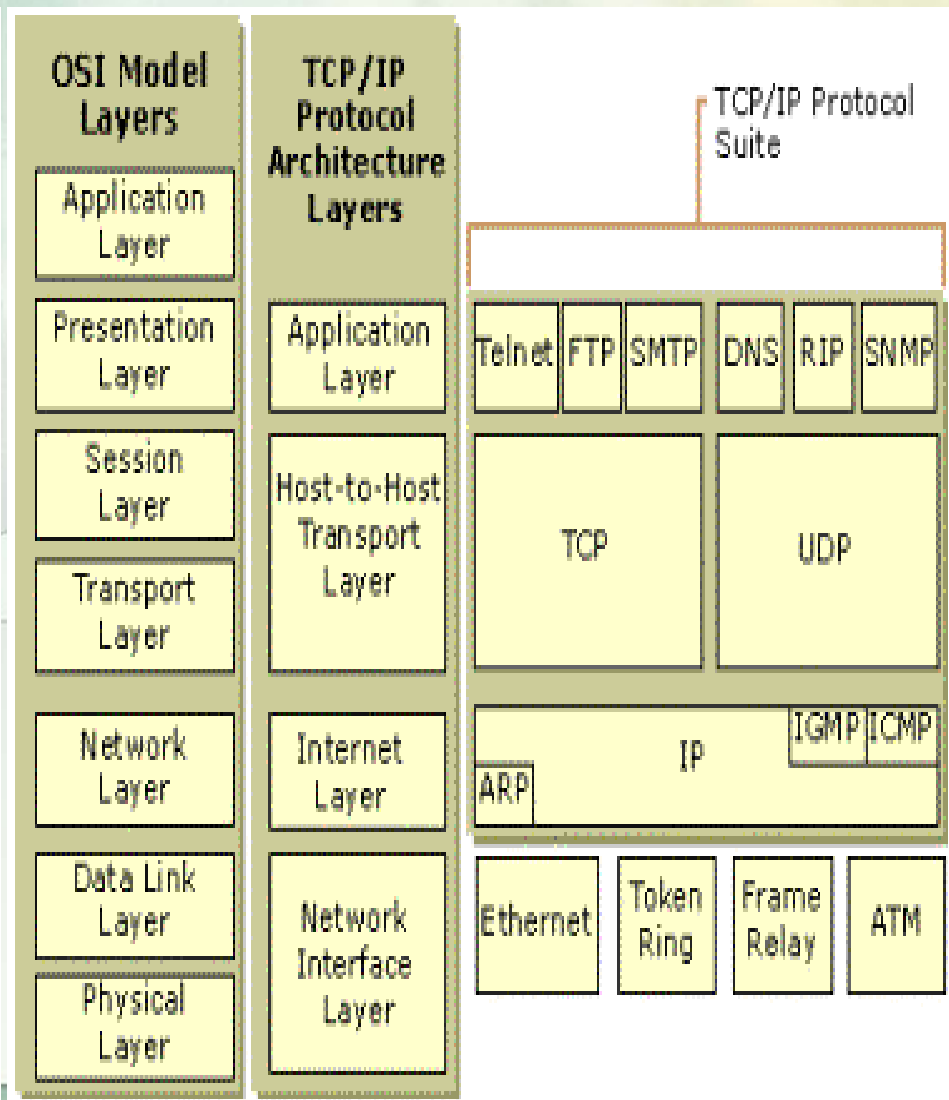 OSI Model
Layers
Application
Layer
Presentation
Layer
Session
Layer
Transport
Layer
Network
Layer
Data Link
Layer
Physical
Layer
TCP/IP
Protocol
Architecture
Layers
Application
Layer
Host-to-Host
Transport
Layer
Internet
Layer
Network
Interface
Layer
TCP/IP Protocol
Suite
Telnet FTP SMTP DNS RIP SNMP
TCP UDP
IGMP ICMP
IP
ARP
Ethernet
Token
Ring
Frame
Relay
ATM